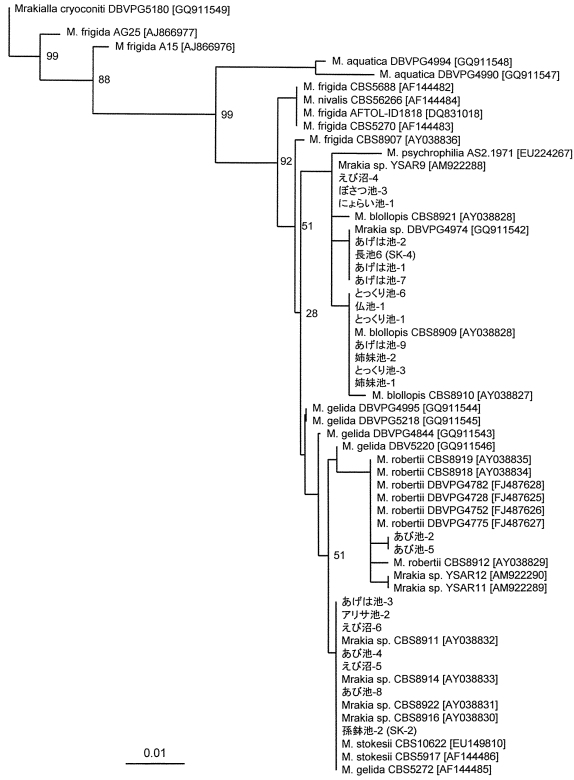 Mrakialla cryoconiti DBVPG5180 [GQ911549]
M. frigida AG25 [AJ866977]
M frigida A15 [AJ866976]
M. aquatica DBVPG4994 [GQ911548]
M. aquatica DBVPG4990 [GQ911547]
M. frigida CBS5688 [AF144482]
M. nivalis CBS56266 [AF144484]
M. frigida AFTOL-ID1818 [DQ831018]
M. frigida CBS5270 [AF144483]
M. frigida CBS8907 [AY038836]
M. psychrophilia AS2.1971 [EU224267]
Mrakia sp. YSAR9 [AM922288]
えび沼-4
ぼさつ池-3
にょらい池-1
M. blollopis CBS8921 [AY038828]
Mrakia sp. DBVPG4974 [GQ911542]
あげは池-2
長池6 (SK-4)
あげは池-1
あげは池-7
とっくり池-6
仏池-1
とっくり池-1
M. blollopis CBS8909 [AY038828]
あげは池-9
姉妹池-2
とっくり池-3
姉妹池-1
M. blollopis CBS8910 [AY038827]
M. gelida DBVPG4995 [GQ911544]
M. gelida DBVPG5218 [GQ911545]
M. gelida DBVPG4844 [GQ911543]
M. gelida DBV5220 [GQ911546]
M. robertii CBS8919 [AY038835]
M. robertii CBS8918 [AY038834]
M. robertii DBVPG4782 [FJ487628]
M. robertii DBVPG4728 [FJ487625]
M. robertii DBVPG4752 [FJ487626]
M. robertii DBVPG4775 [FJ487627]
あび池-2
あび池-5
M. robertii CBS8912 [AY038829]
Mrakia sp. YSAR12 [AM922290]
Mrakia sp. YSAR11 [AM922289]
あげは池-3
アリサ池-2
えび沼-6
Mrakia sp. CBS8911 [AY038832]
あび池-4
えび沼-5
Mrakia sp. CBS8914 [AY038833]
あび池-8
Mrakia sp. CBS8922 [AY038831]
Mrakia sp. CBS8916 [AY038830]
孫鉢池-2 (SK-2)
M. stokesii CBS10622 [EU149810]
M. stokesii CBS5917 [AF144486]
M. gelida CBS5272 [AF144485]
99
88
99
92
51
28
51
0.01